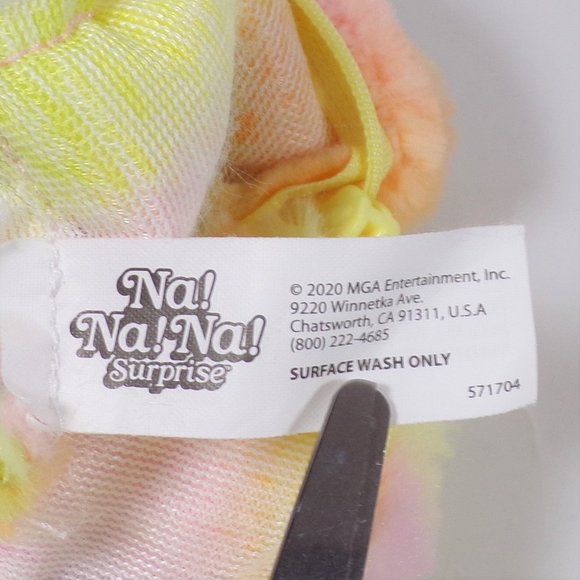 Na!
Na! Na!
Surprise™
© 2020 MGA Entertainment, Inc.
9220 Winnetka Ave.
Chatsworth, CA 91311, U.S.A
(800) 222-4685
SURFACE WASH ONLY
571704